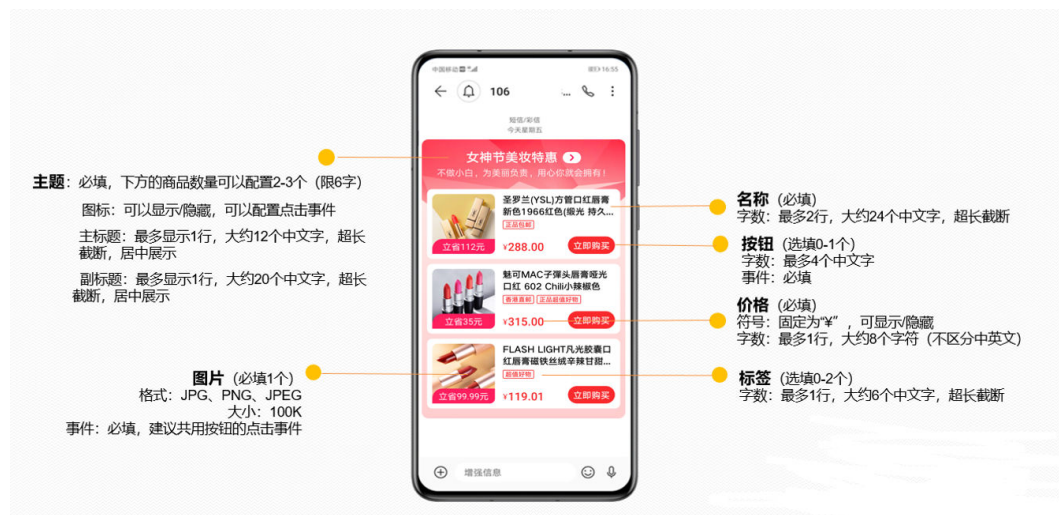 中国移动
16:55
106
短信/彩信
今天星期五
女神节美妆特惠
不做小白，为美丽负责，用心你就会拥有！
圣罗兰(YSL)方管口红唇膏
新色1966红色(缎光 持久...
正品包邮
立省112元
¥288.00
立即购买
魅可MAC子弹头唇膏哑光
口红 602 Chili小辣椒色
香港直邮 正品超值好物
立省35元
¥315.00
立即购买
FLASH LIGHT凡光胶囊口
红唇膏磁铁丝绒辛辣甘甜...
超值好物
立省99.99元
¥119.01
立即购买
增强信息
主题：必填，下方的商品数量可以配置2-3个（限6字）
图标：可以显示/隐藏，可以配置点击事件
主标题：最多显示1行，大约12个中文字，超长
截断，居中展示
副标题：最多显示1行，大约20个中文字，超长
截断，居中展示
图片（必填1个）
格式：JPG、PNG、JPEG
大小：100K
事件：必填，建议共用按钮的点击事件
名称（必填）
字数：最多2行，大约24个中文字，超长截断
按钮（选填0-1个）
字数：最多4个中文字
事件：必填
价格（必填）
符号：固定为“¥”，可显示/隐藏
字数：最多1行，大约8个字符（不区分中英文）
标签（选填0-2个）
字数：最多1行，大约6个中文字，超长截断